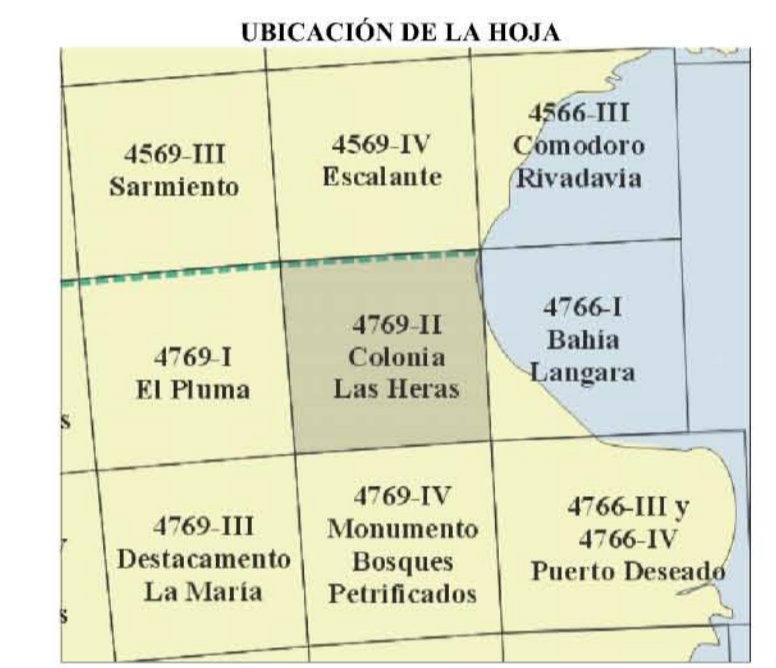 UBICACIÓN DE LA HOJA
4569-III
Sarmiento
4569-IV
Escalante
4566-III
Comodoro
Rivadavia
4769-I
El Pluma
4769-II
Colonia
Las Heras
4766-I
Bahía
Langara
s
4769-III
Destacamento
La María
4769-IV
Monumento
Bosques
Petrificados
4766-III y
4766-IV
Puerto Deseado
s